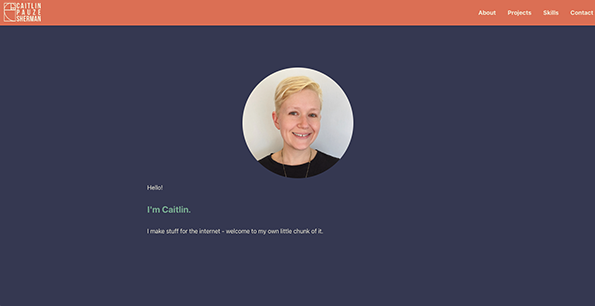 CAITLIN
PAUZE
SHERMAN
About Projects Skills Contact
Hello!
I'm Caitlin.
I make stuff for the internet - welcome to my own little chunk of it.